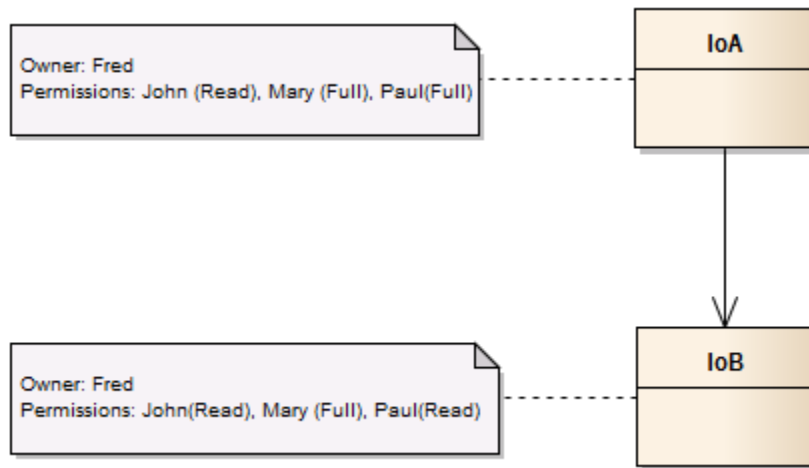 IoA
Owner: Fred
Permissions: John (Read), Mary (Full), Paul(Full)
IoB
Owner: Fred
Permissions: John(Read), Mary (Full), Paul(Read)